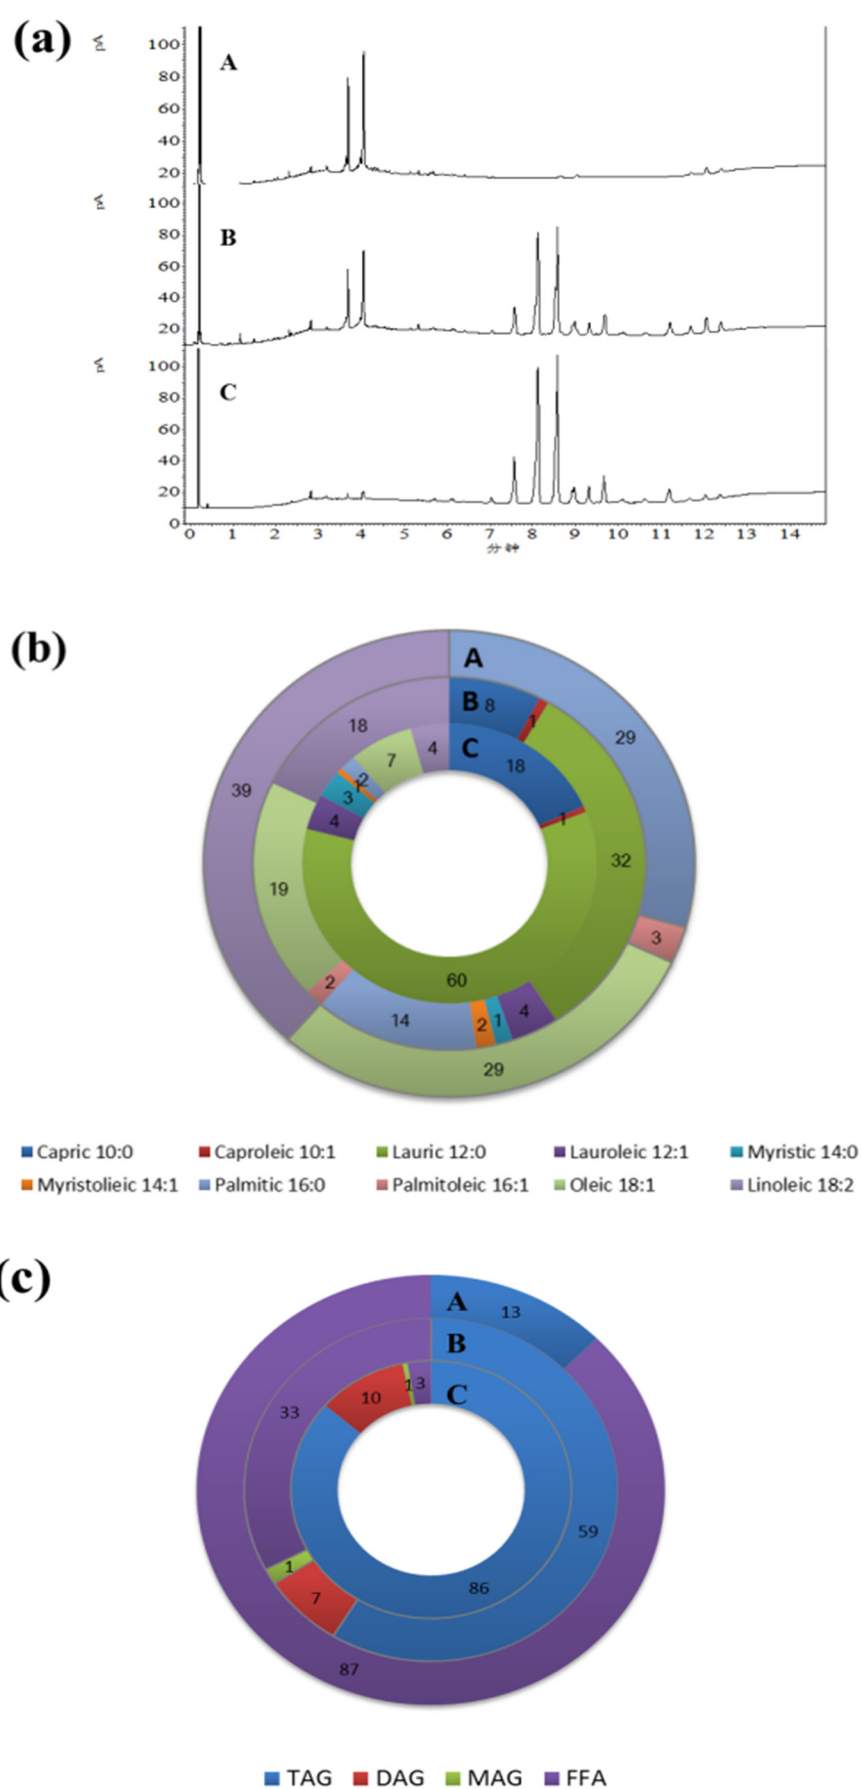 (a)
pA
100
80
60
40
20
A
pA
100
80
60
40
20
B
pA
100
80
60
40
20
0
C
0 1 2 3 4 5 6 7 8 9 10 11 12 13 14
分钟
(b)
A
B 8 1
C
18
1
29
32
3
4
1
2
14
2
29
60
19
39
18
4
3
1
2
7
4
Capric 10:0 Caproleic 10:1 Lauric 12:0 Lauroleic 12:1 Myristic 14:0
Myristolieic 14:1 Palmitic 16:0 Palmitoleic 16:1 Oleic 18:1 Linoleic 18:2
(c)
A 13
B
C
10 1 3
33
59
86
1
7
87
TAG DAG MAG FFA